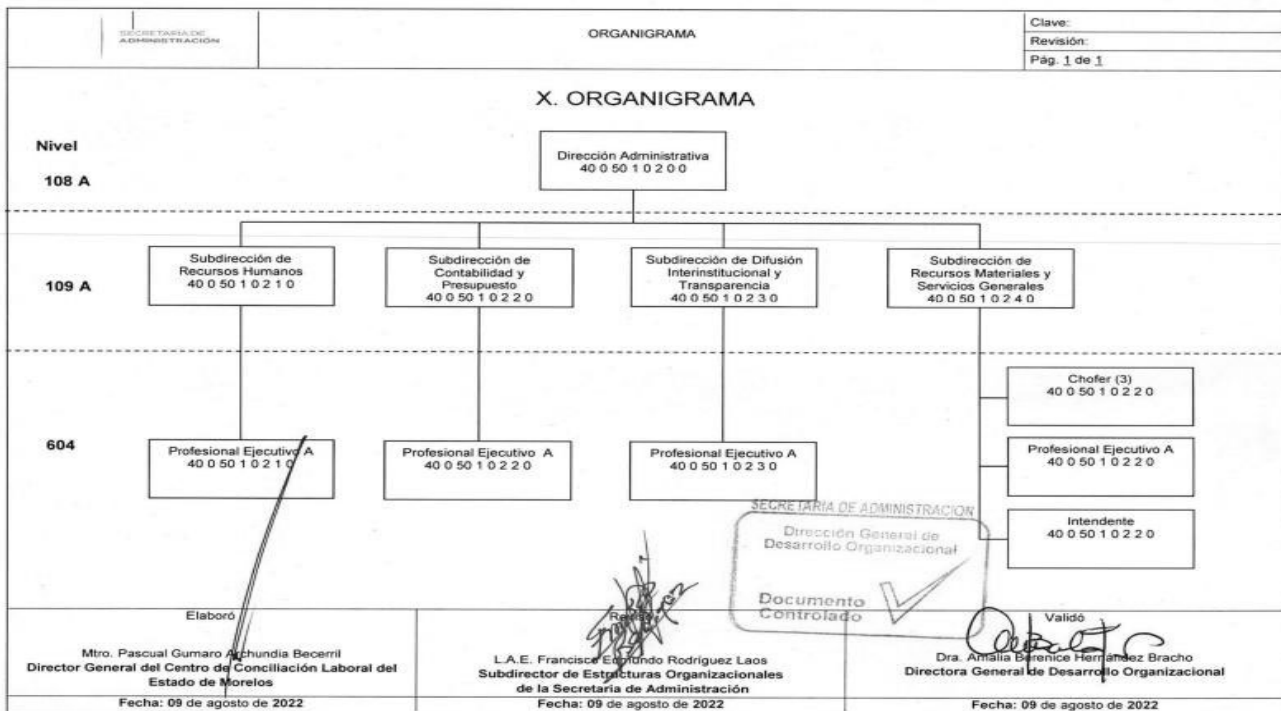 SECRETARIA DE
ADMINISTRACIÓN
ORGANIGRAMA
Clave:
Revisión:
Pág. 1 de 1
X. ORGANIGRAMA
Nivel
108 A
Dirección Administrativa
40 0 50 1 0 2 0 0
109 A
Subdirección de
Recursos Humanos
40 0 50 1 0 2 1 0
Subdirección de
Contabilidad y
Presupuesto
40 0 50 1 0 2 2 0
Subdirección de Difusión
Interinstitucional y
Transparencia
40 0 50 1 0 2 3 0
Subdirección de
Recursos Materiales y
Servicios Generales
40 0 50 1 0 2 4 0
604
Profesional Ejecutivo A
40 0 50 1 0 2 1 0
Profesional Ejecutivo A
40 0 50 1 0 2 2 0
Profesional Ejecutivo A
40 0 50 1 0 2 3 0
Chofer (3)
40 0 50 1 0 2 2 0
Profesional Ejecutivo A
40 0 50 1 0 2 2 0
Intendente
40 0 50 1 0 2 2 0
SECRETARIA DE ADMINISTRACION
Dirección General de
Desarrollo Organizacional
Documento
Controlado
Elaboró
Mtro. Pascual Gumaro Archundia Becerril
Director General del Centro de Conciliación Laboral del
Estado de Morelos
Fecha: 09 de agosto de 2022
Revisó
L.A.E. Francisco Edmundo Rodríguez Laos
Subdirector de Estructuras Organizacionales
de la Secretaria de Administración
Fecha: 09 de agosto de 2022
Validó
Dra. Amalia Berenice Hernández Bracho
Directora General de Desarrollo Organizacional
Fecha: 09 de agosto de 2022